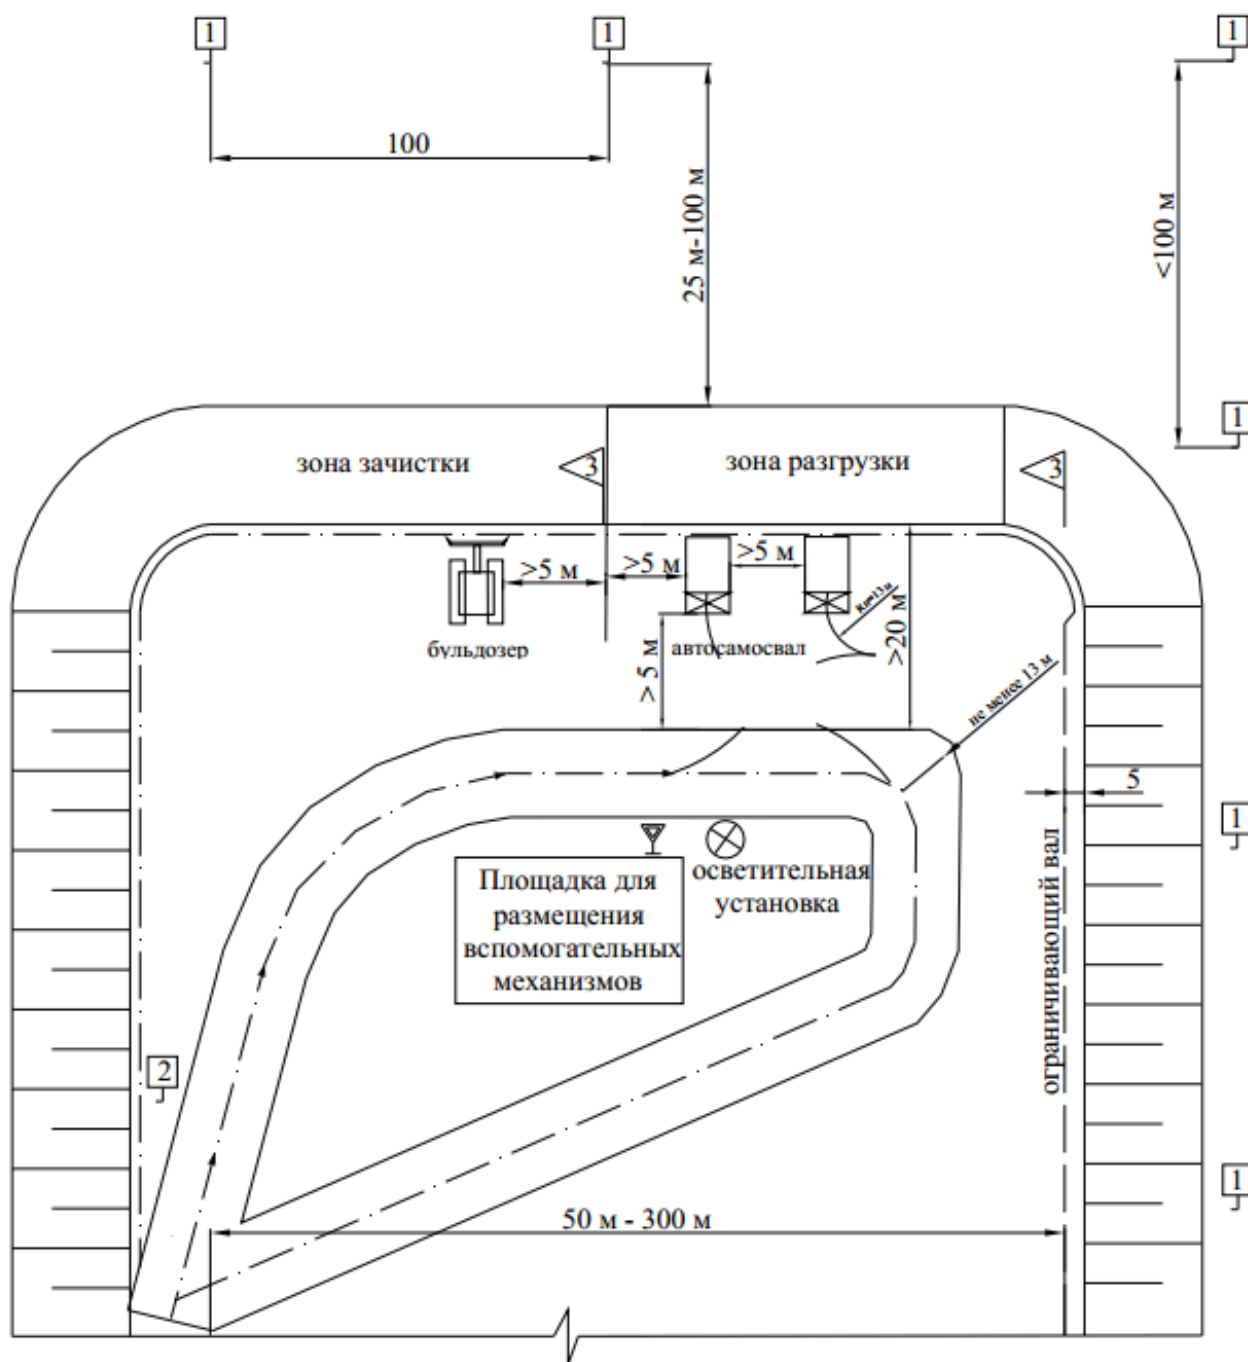 1
1
1
100
25 м-100 м
<100 м
1
зона зачистки
3
зона разгрузки
3
>5 м
>5 м
>5 м
Rп=13 м
>20 м
бульдозер
> 5 м
автосамосвал
не менее 13 м
5
1
ограничивающий вал
Площадка для
размещения
вспомогательных
механизмов
осветительная
установка
2
1
50 м - 300 м